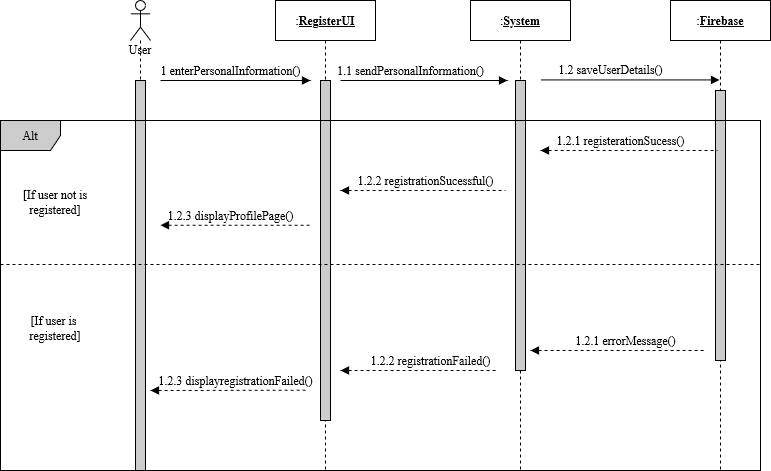 :RegisterUI
:System
:Firebase
User
1 enterPersonalInformation()
1.1 sendPersonalInformation()
1.2 saveUserDetails()
Alt
1.2.1 registerationSucess()
1.2.2 registrationSucessful()
[If user not is
registered]
1.2.3 displayProfilePage()
[If user is
registered]
1.2.1 errorMessage()
1.2.2 registrationFailed()
1.2.3 displayregistrationFailed()